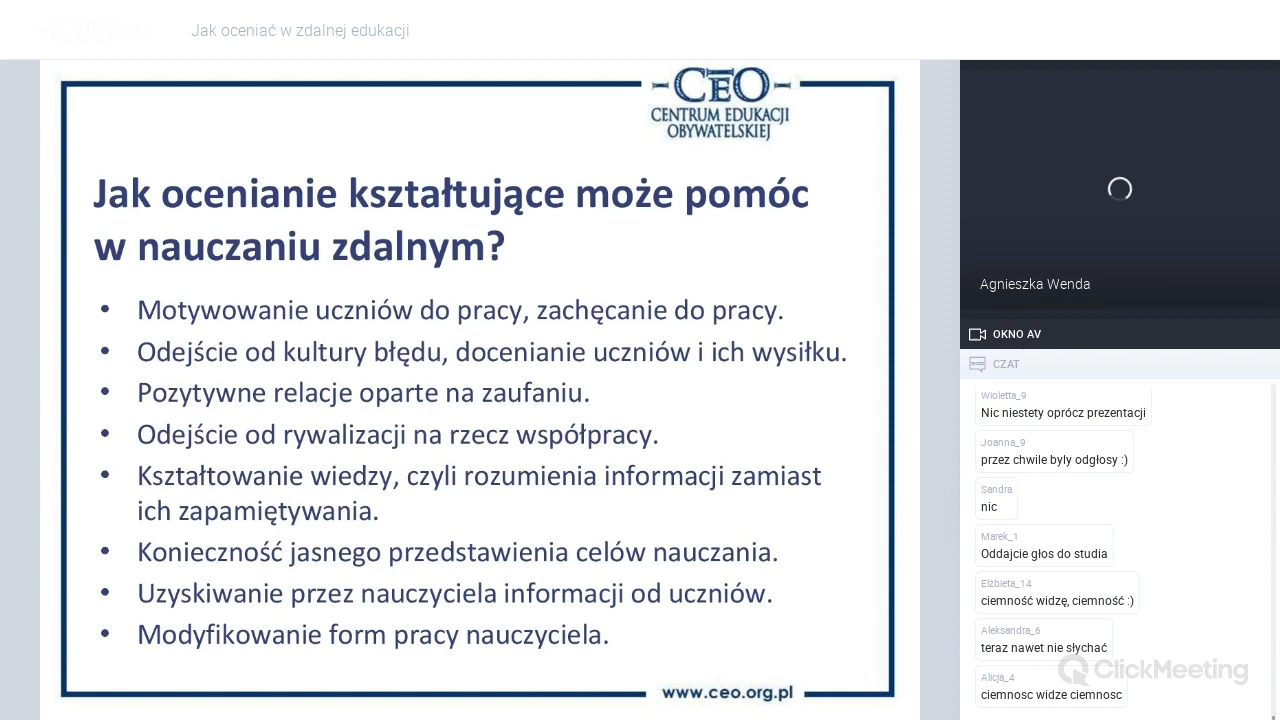 Jak oceniać w zdalnej edukacji
CEO
CENTRUM EDUKACJI
OBYWATELSKIEJ
Jak ocenianie kształtujące może pomóc
w nauczaniu zdalnym?
• Motywowanie uczniów do pracy, zachęcanie do pracy.
• Odejście od kultury błędu, docenianie uczniów i ich wysiłku.
• Pozytywne relacje oparte na zaufaniu.
• Odejście od rywalizacji na rzecz współpracy.
• Kształtowanie wiedzy, czyli rozumienia informacji zamiast
ich zapamiętywania.
• Konieczność jasnego przedstawienia celów nauczania.
• Uzyskiwanie przez nauczyciela informacji od uczniów.
• Modyfikowanie form pracy nauczyciela.
www.ceo.org.pl
Agnieszka Wenda
OKNO AV
CZAT
Wioletta_9
Nic niestety oprócz prezentacji
Joanna_9
przez chwile byly odgłosy :)
Sandra
nic
Marek_1
Oddajcie głos do studia
Elżbieta_14
ciemność widzę, ciemność :)
Aleksandra_6
teraz nawet nie słychać
Alicja_4
ciemnosc widze ciemnosc
ClickMeeting